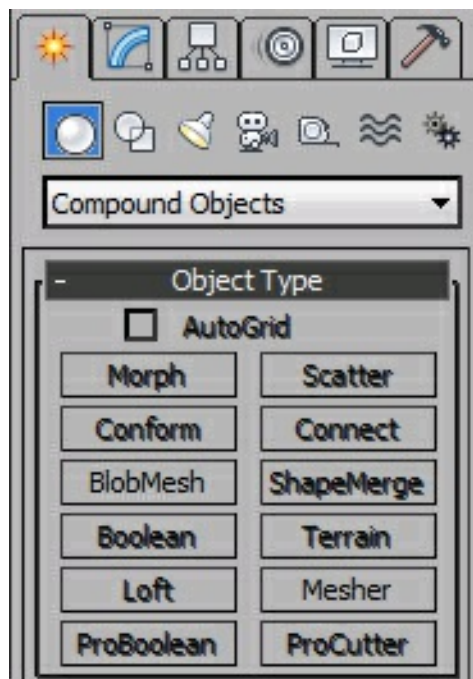 Compound Objects
- Object Type
AutoGrid
Morph Scatter
Conform Connect
BlobMesh ShapeMerge
Boolean Terrain
Loft Mesher
ProBoolean ProCutter